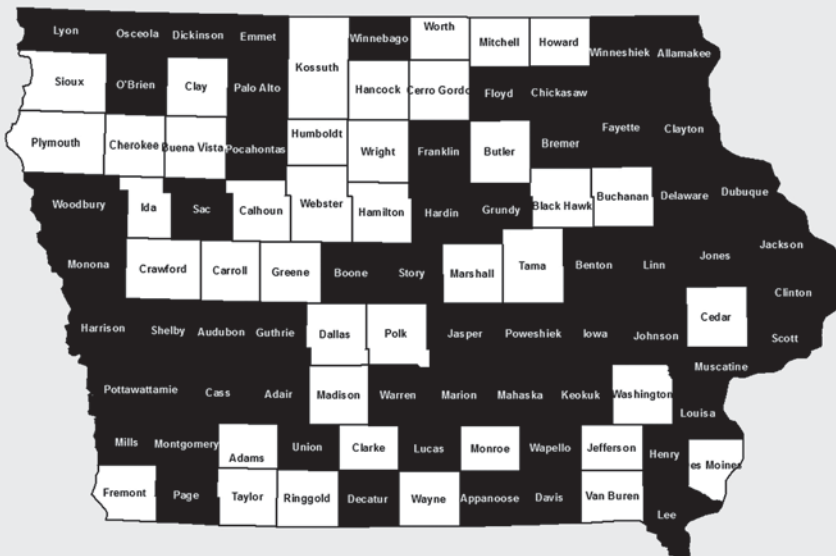 Lyon
Osceola
Dickinson
Emmet
Kossuth
Winnebago
Worth
Mitchell
Howard
Winneshiek
Allamakee
Sioux
O'Brien
Clay
Palo Alto
Hancock
Cerro Gordo
Floyd
Chickasaw
Plymouth
Cherokee
Buena Vista
Pocahontas
Humboldt
Wright
Franklin
Butler
Bremer
Fayette
Clayton
Woodbury
Ida
Sac
Calhoun
Webster
Hamilton
Hardin
Grundy
Black Hawk
Buchanan
Delaware
Dubuque
Monona
Crawford
Carroll
Greene
Boone
Story
Marshall
Tama
Benton
Linn
Jones
Jackson
Clinton
Harrison
Shelby
Audubon
Guthrie
Dallas
Polk
Jasper
Poweshiek
Iowa
Johnson
Cedar
Scott
Muscatine
Pottawattamie
Cass
Adair
Madison
Warren
Marion
Mahaska
Keokuk
Washington
Louisa
Mills
Montgomery
Adams
Union
Clarke
Lucas
Monroe
Wapello
Jefferson
Henry
es Moines
Fremont
Page
Taylor
Ringgold
Decatur
Wayne
Appanoose
Davis
Van Buren
Lee